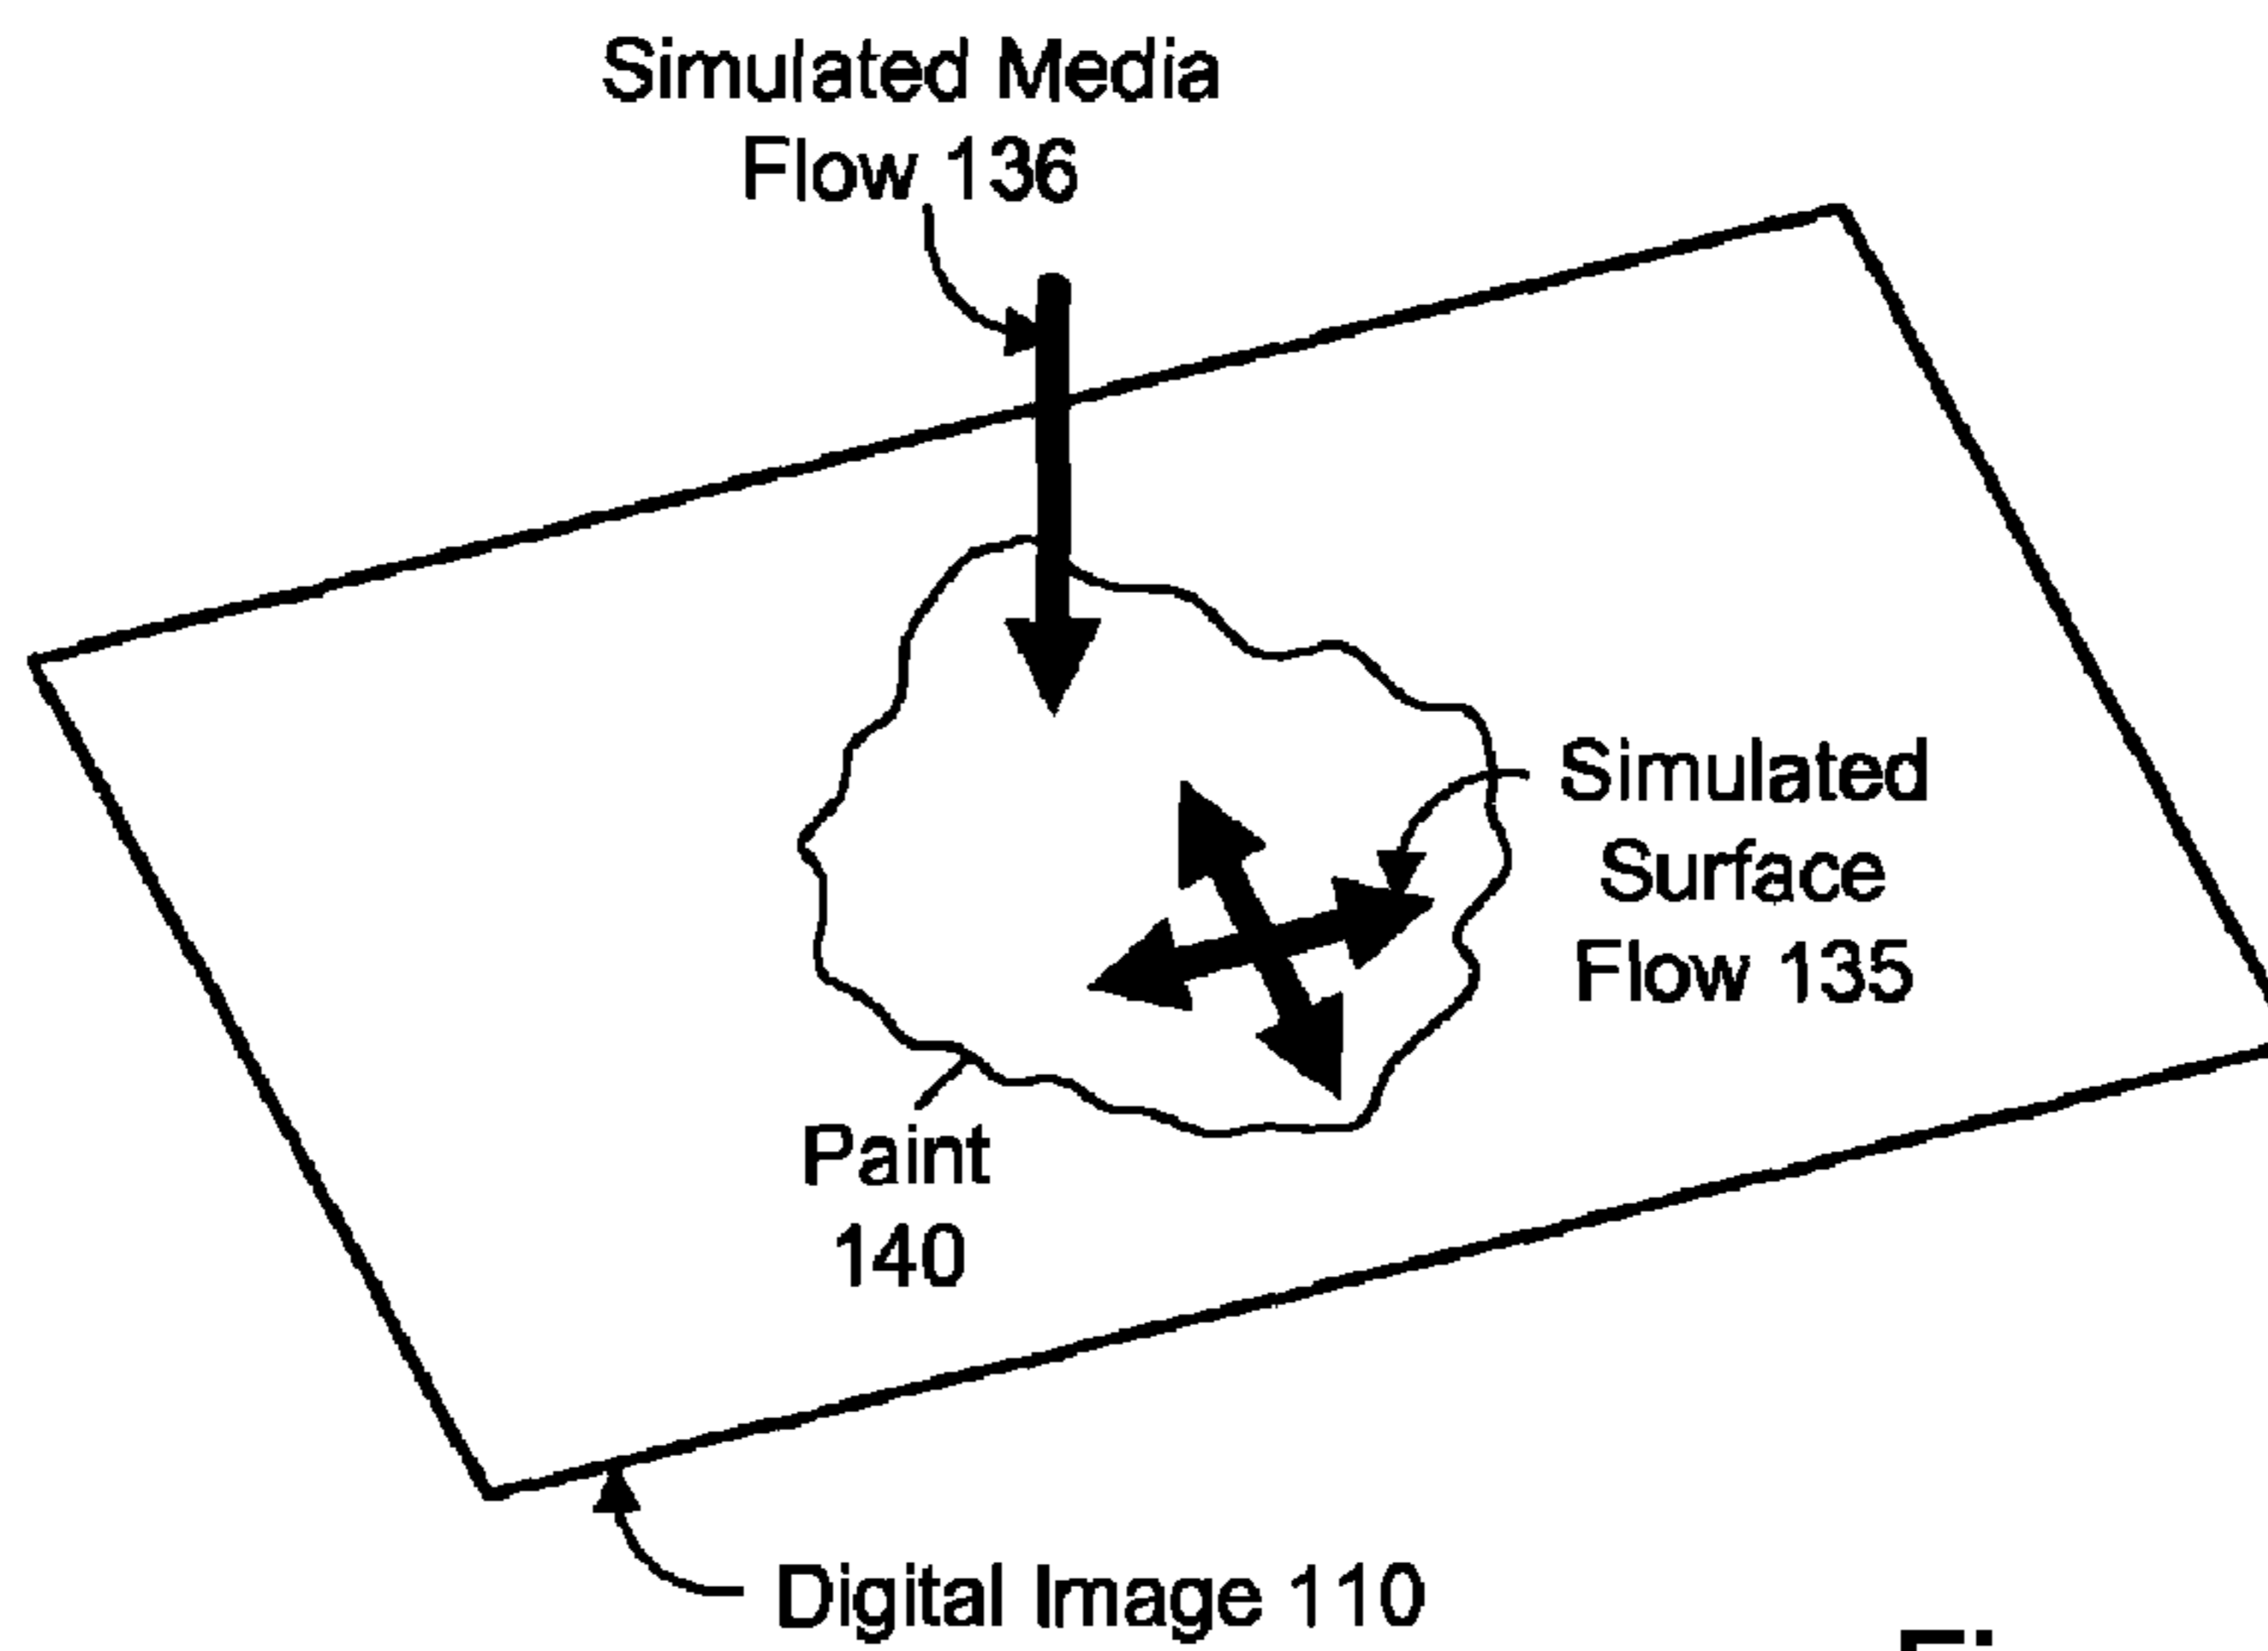 Simulated Media
Flow 136
Simulated
Surface
Flow 135
Paint
140
Digital Image 110